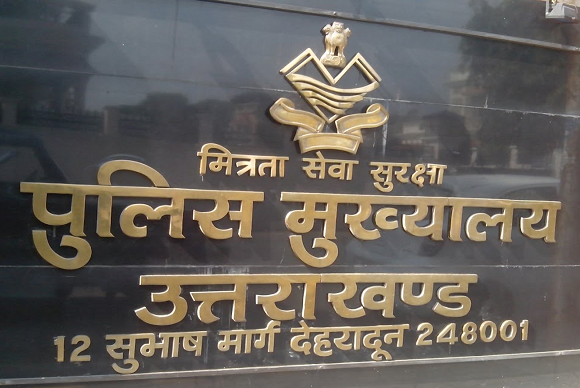 मित्रता सेवा सुरक्षा
पुलिस मुख्यालय
उत्तराखण्ड
12 सुभाष मार्ग देहरादून 248001